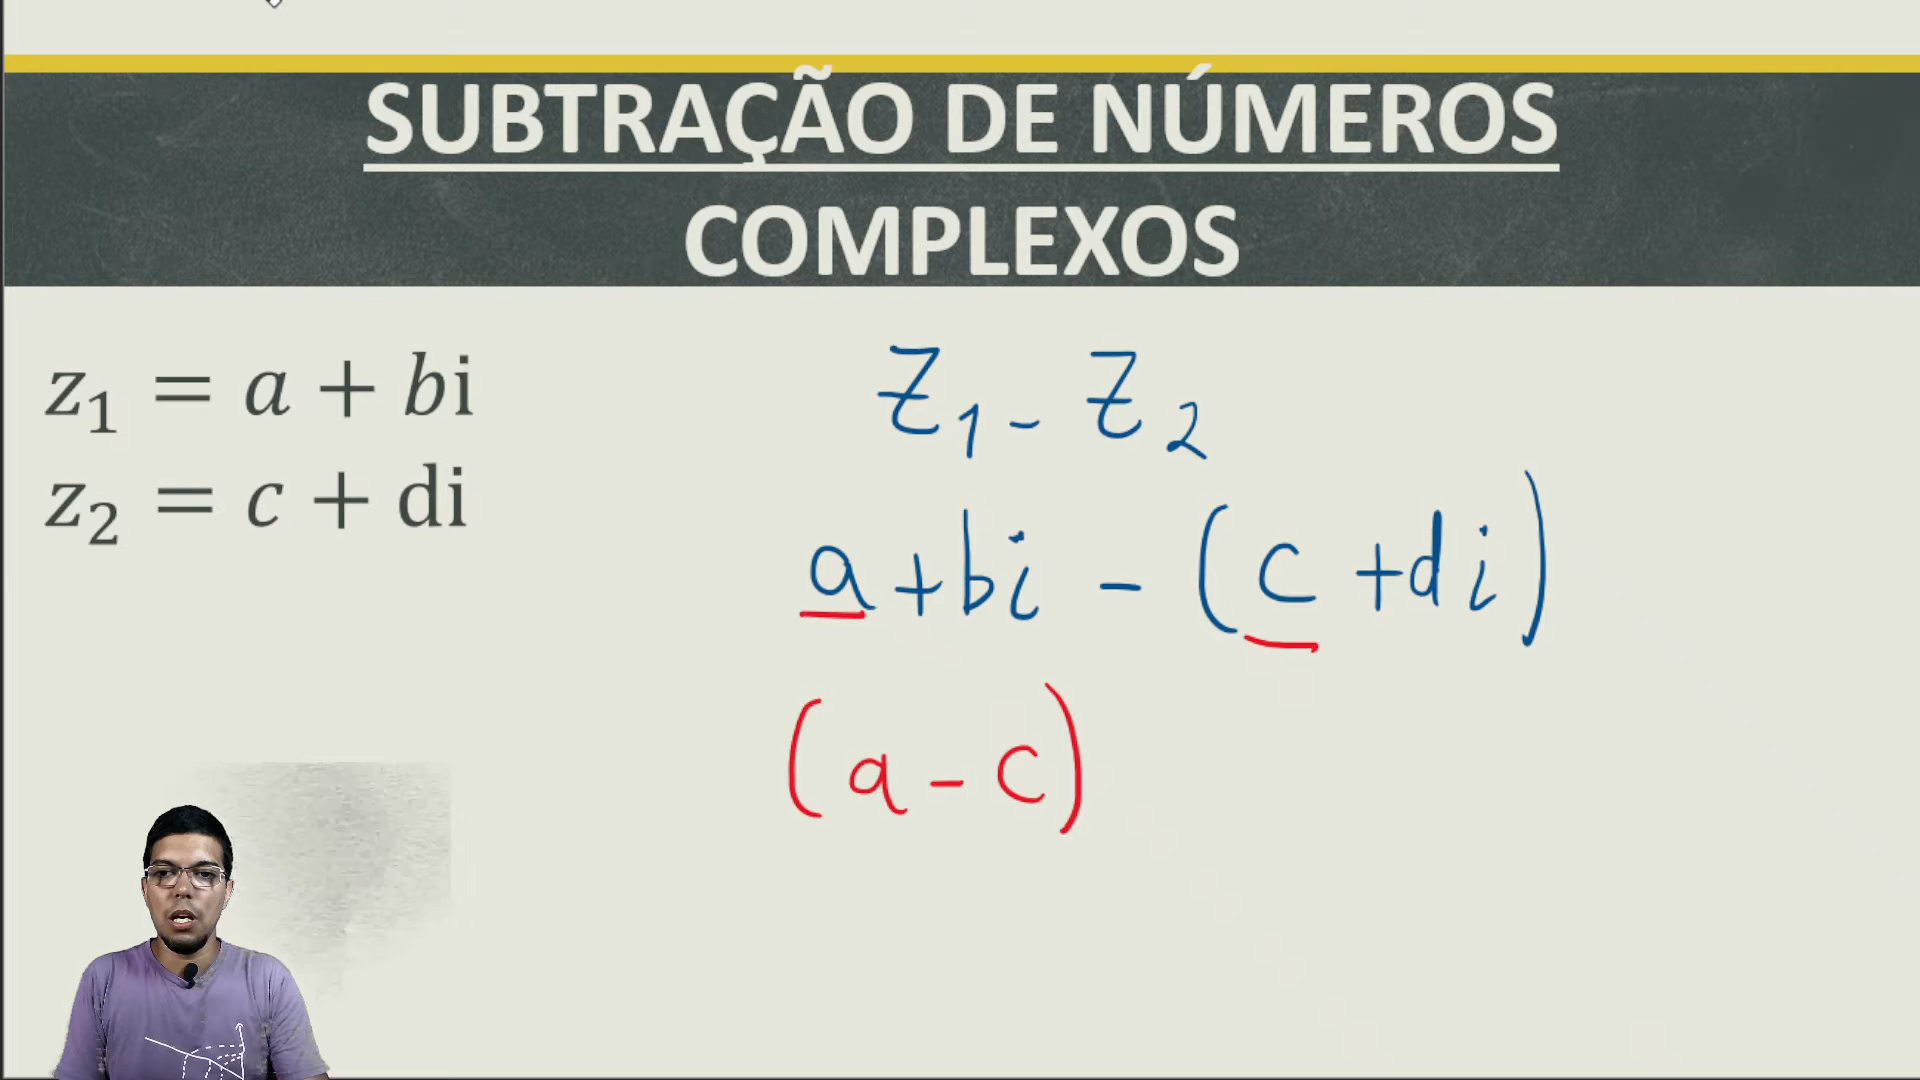 SUBTRAÇÃO DE NÚMEROS
COMPLEXOS
z₁ = a + bi
z₂ = c + di
Z₁ - Z₂
a + bi - (c + di)
(a - c)